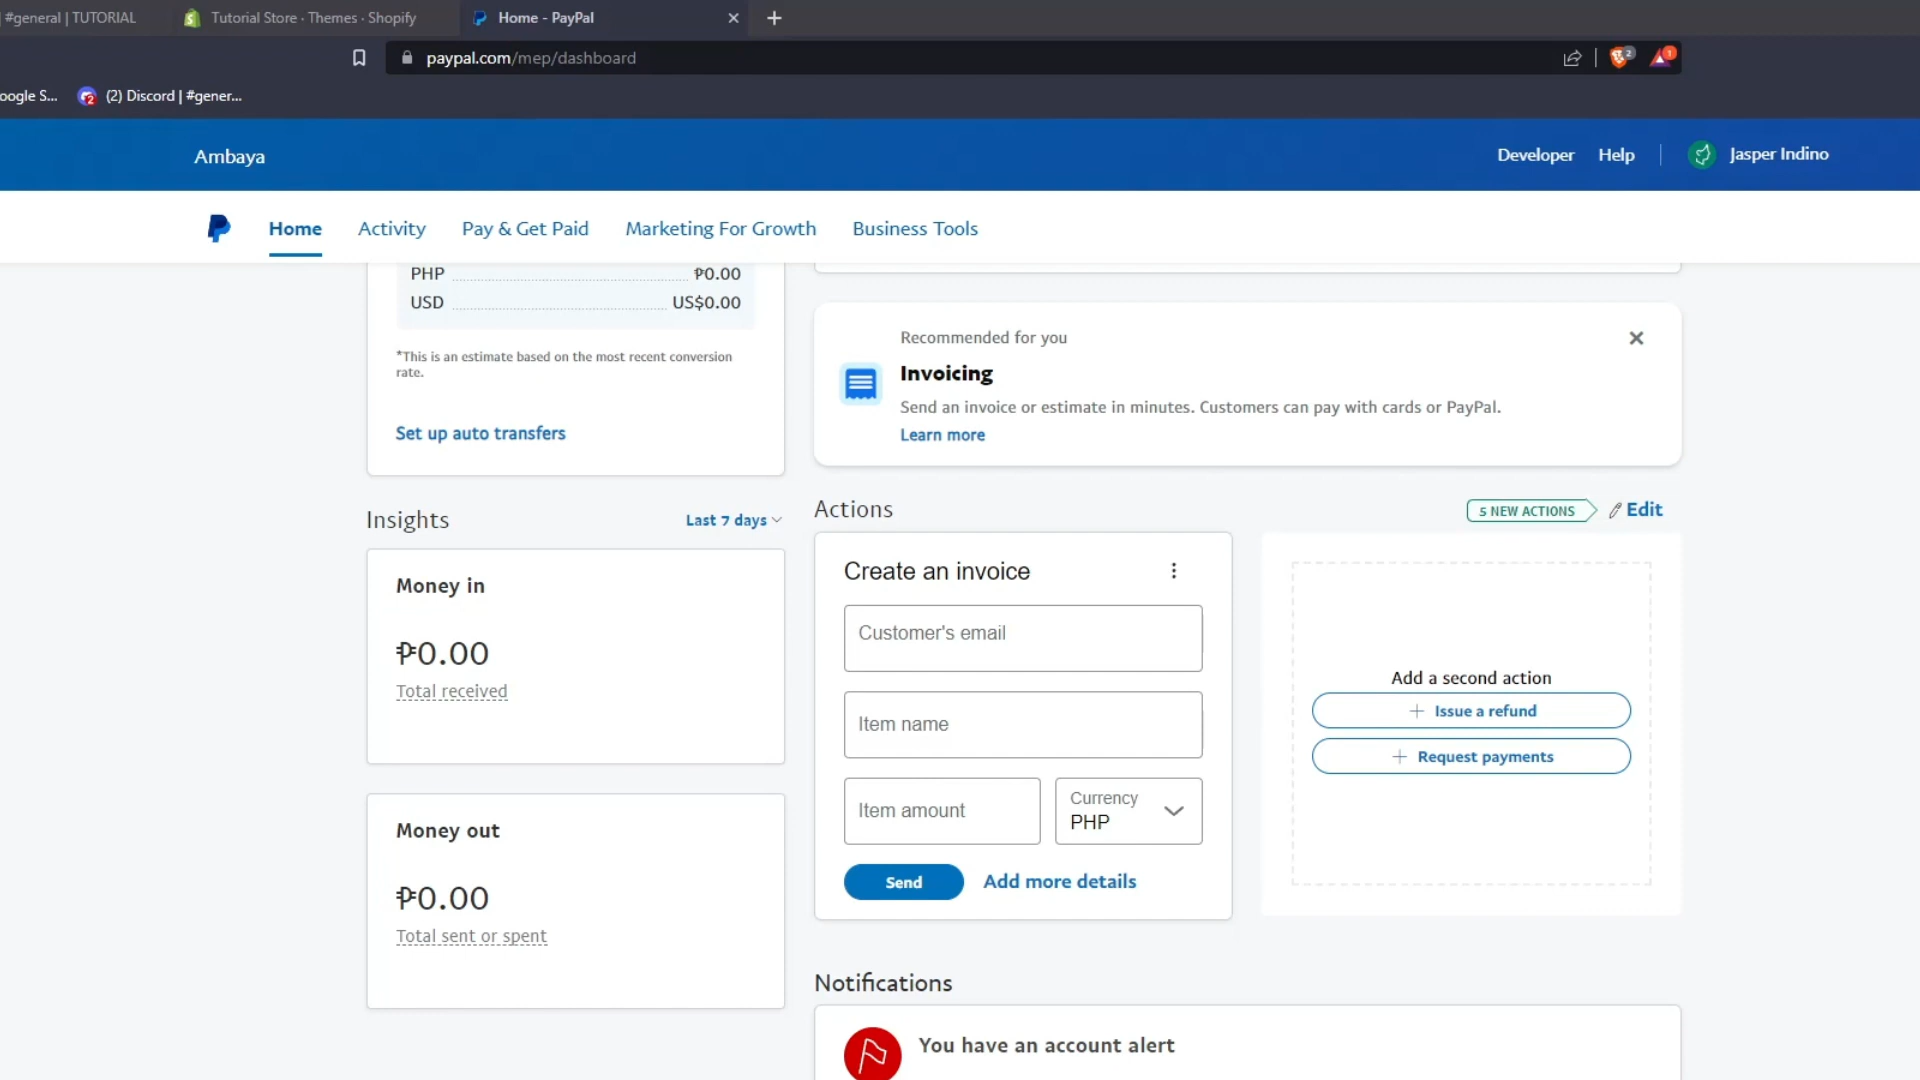 #general | TUTORIAL
Tutorial Store · Themes · Shopify
Home - PayPal
paypal.com/mep/dashboard
2
1
oogle S...
2
(2) Discord | #gener...
Ambaya
Developer
Help
Jasper Indino
Home
Activity
Pay & Get Paid
Marketing For Growth
Business Tools
PHP ₱0.00
USD US$0.00
*This is an estimate based on the most recent conversion
rate.
Set up auto transfers
Recommended for you
Invoicing
Send an invoice or estimate in minutes. Customers can pay with cards or PayPal.
Learn more
Insights
Last 7 days
Money in
₱0.00
Total received
Money out
₱0.00
Total sent or spent
Actions
5 NEW ACTIONS
Edit
Create an invoice
Customer's email
Item name
Item amount
Currency
PHP
Send
Add more details
Add a second action
Issue a refund
Request payments
Notifications
You have an account alert